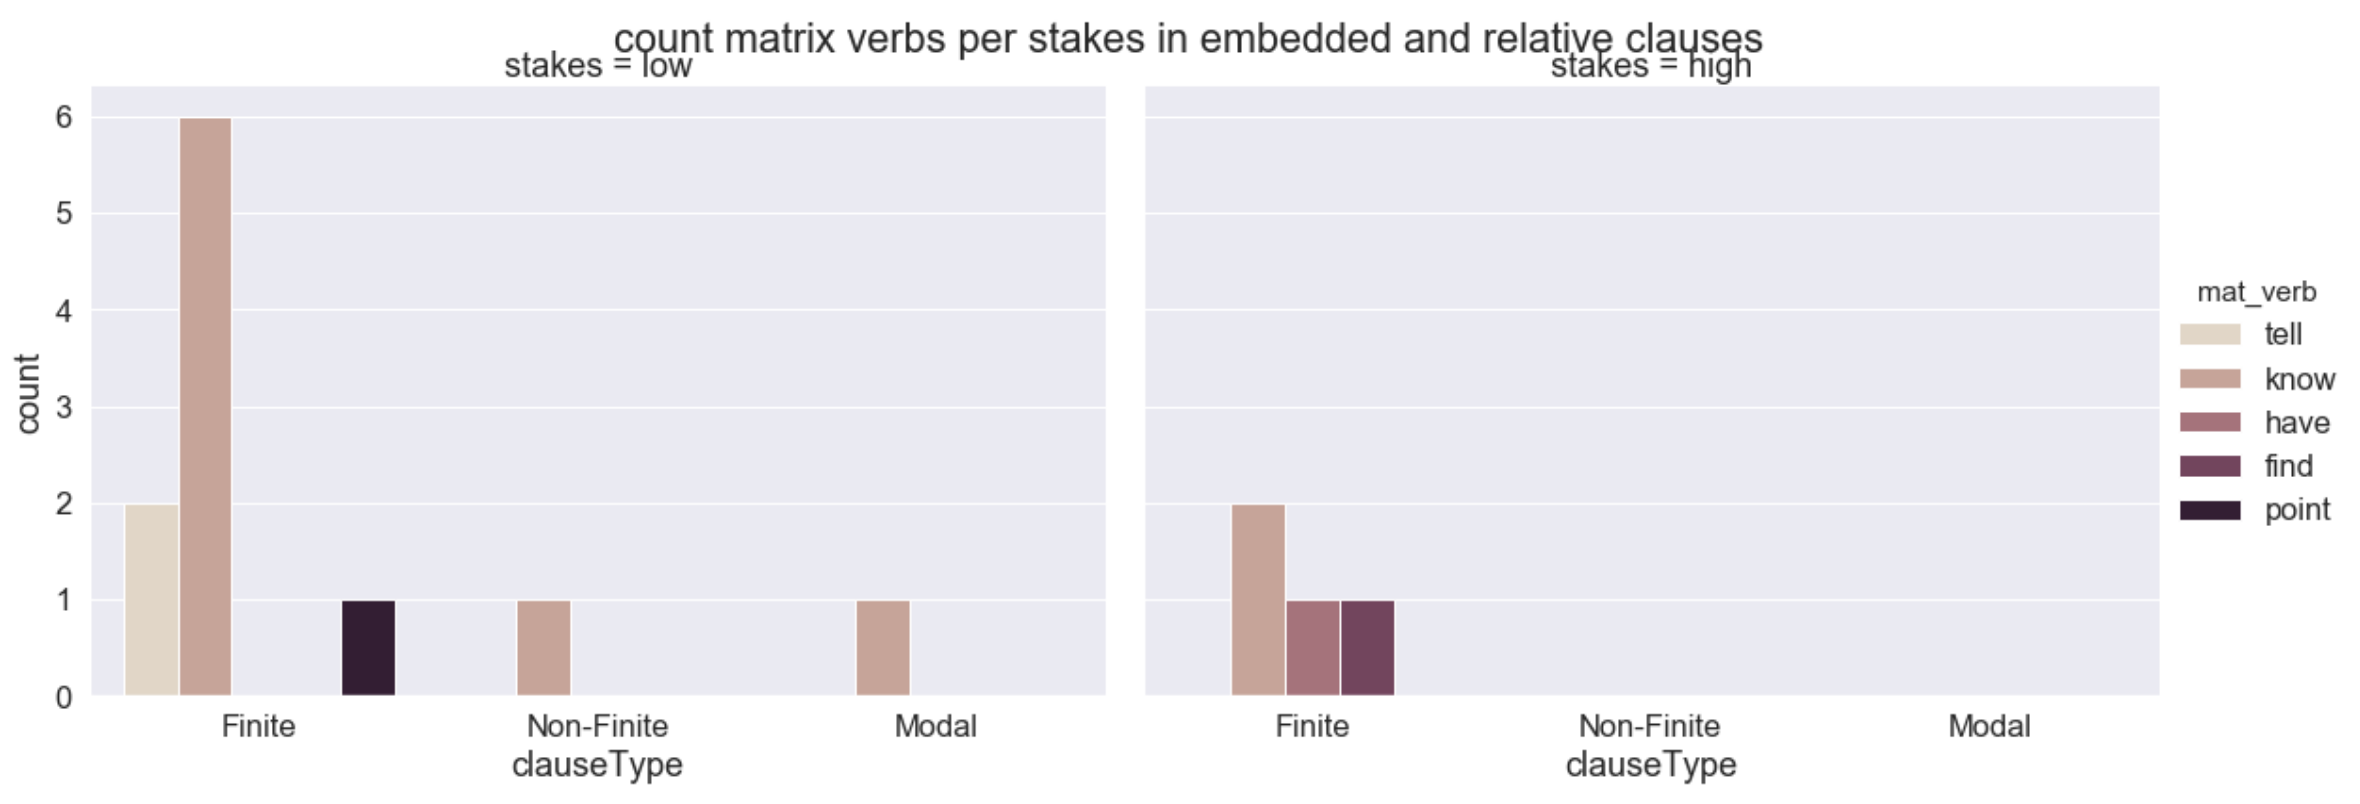 count matrix verbs per stakes in embedded and relative clauses
stakes = low
stakes = high
6
5
4
3
2
1
0
count
Finite
Non-Finite
Modal
clauseType
Finite
Non-Finite
Modal
clauseType
mat_verb
tell
know
have
find
point